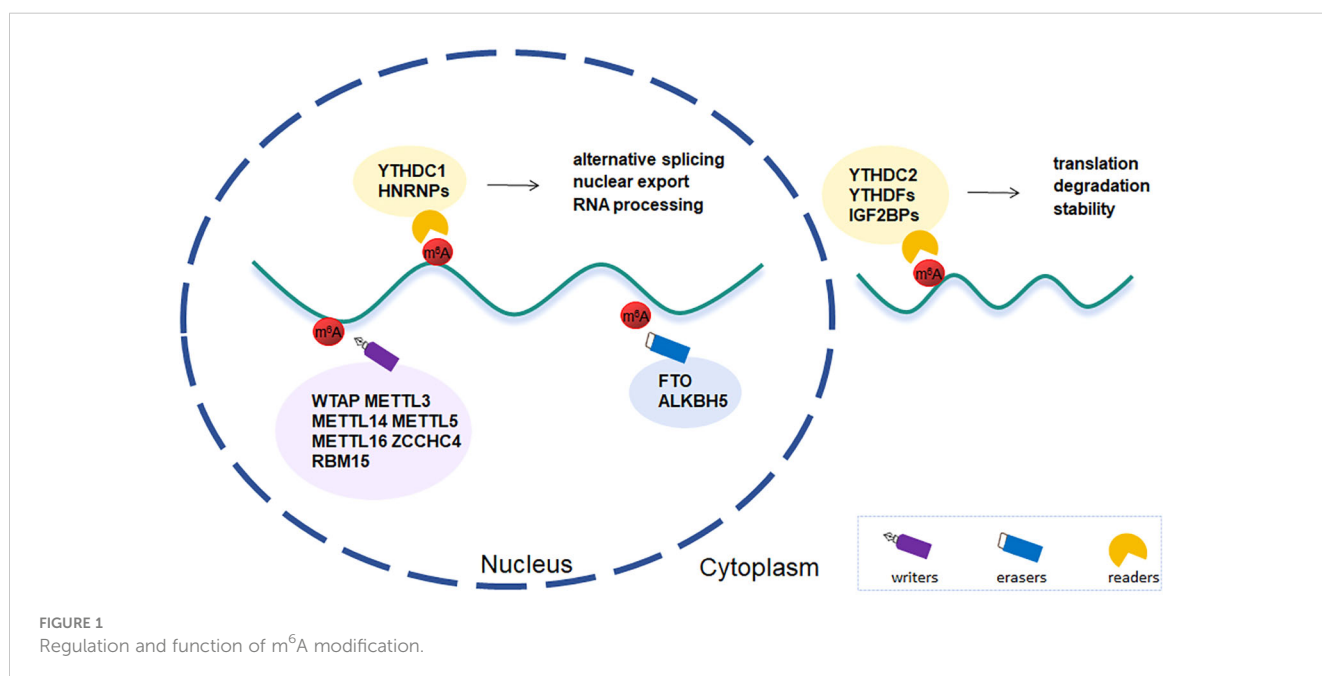 YTHDC1
HNRNPs
alternative splicing
nuclear export
RNA processing
YTHDC2
YTHDFs
IGF2BPs
translation
degradation
stability
m⁶A
m⁶A
m⁶A
m⁶A
WTAP METTL3
METTL14 METTL5
METTL16 ZCCHC4
RBM15
FTO
ALKBH5
Nucleus
Cytoplasm
writers
erasers
readers
FIGURE 1
Regulation and function of m⁶A modification.